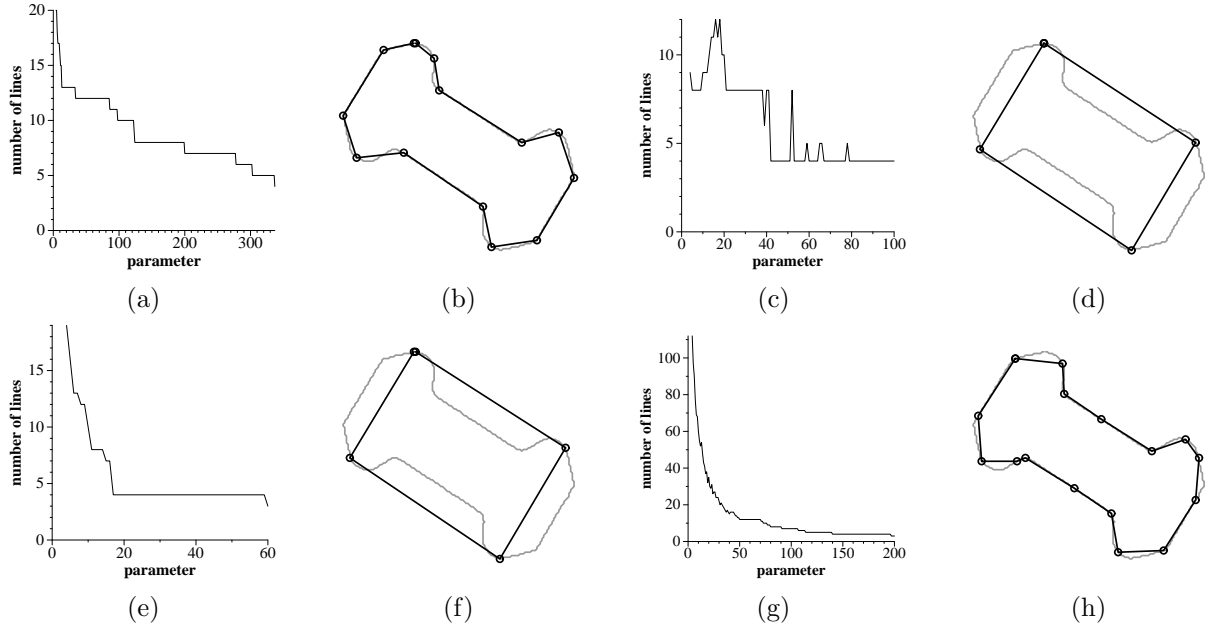 number of lines
20
15
10
5
0
0 100 200 300
parameter
(a)
(b)
number of lines
10
5
0
0 20 40 60 80 100
parameter
(c)
(d)
number of lines
15
10
5
0
0 20 40 60
parameter
(e)
(f)
number of lines
100
80
60
40
20
0
0 50 100 150 200
parameter
(g)
(h)